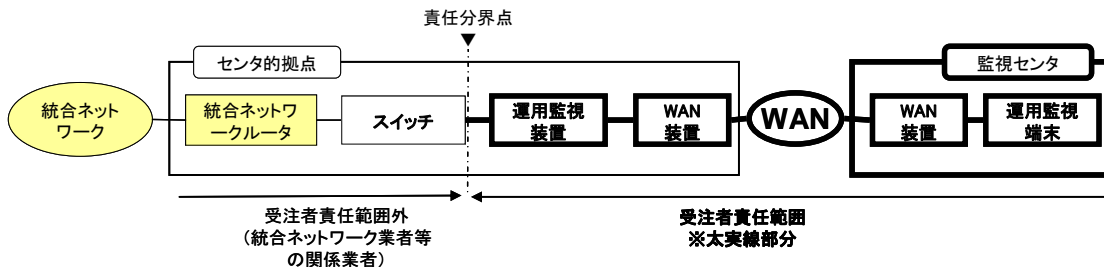 責任分界点
センタ的拠点
監視センタ
統合ネット
ワーク
統合ネットワ
ークルータ
スイッチ
運用監視
装置
WAN
装置
WAN
WAN
装置
運用監視
端末
受注者責任範囲外
(統合ネットワーク業者等
の関係業者)
受注者責任範囲
※太実線部分